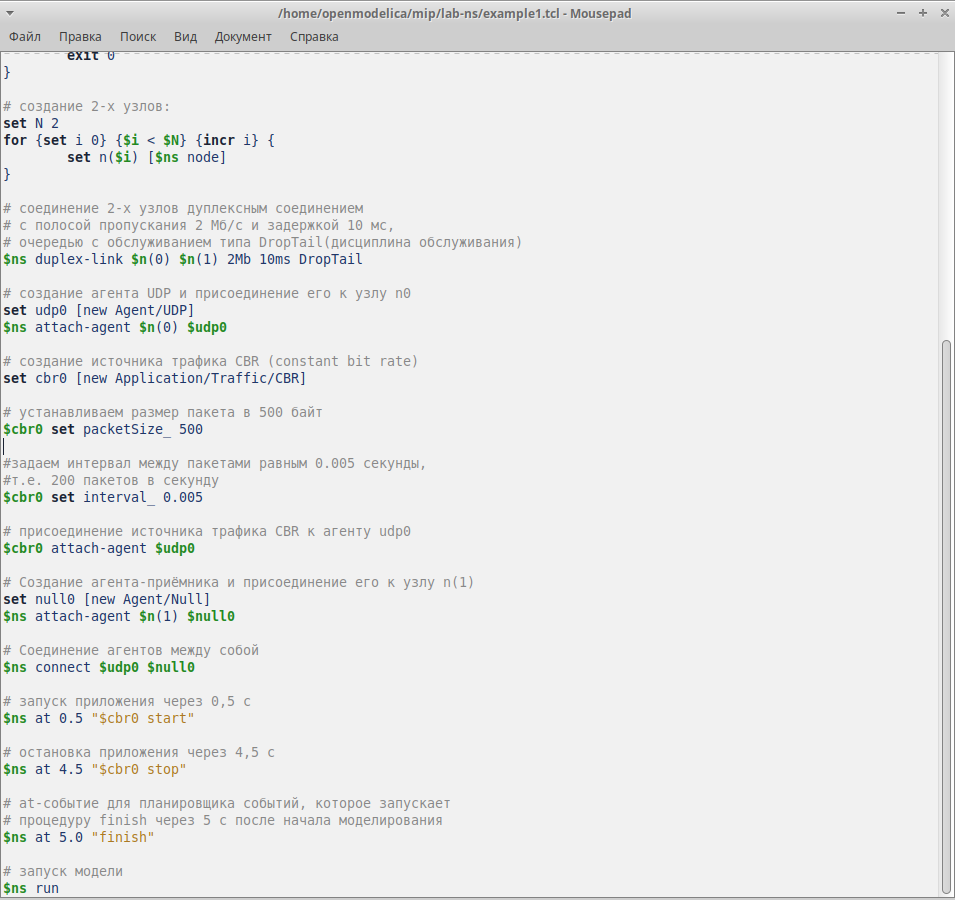 /home/openmodelica/mip/lab-ns/example1.tcl - Mousepad
Файл Правка Поиск Вид Документ Справка
exit 0
}
# создание 2-х узлов:
set N 2
for {set i 0} {$i < $N} {incr i} {
set n($i) [$ns node]
}
# соединение 2-х узлов дуплексным соединением
# с полосой пропускания 2 Мб/с и задержкой 10 мс,
# очередью с обслуживанием типа DropTail(дисциплина обслуживания)
$ns duplex-link $n(0) $n(1) 2Mb 10ms DropTail
# создание агента UDP и присоединение его к узлу n0
set udp0 [new Agent/UDP]
$ns attach-agent $n(0) $udp0
# создание источника трафика CBR (constant bit rate)
set cbr0 [new Application/Traffic/CBR]
# устанавливаем размер пакета в 500 байт
$cbr0 set packetSize_ 500
#задаем интервал между пакетами равным 0.005 секунды,
#т.е. 200 пакетов в секунду
$cbr0 set interval_ 0.005
# присоединение источника трафика CBR к агенту udp0
$cbr0 attach-agent $udp0
# Создание агента-приёмника и присоединение его к узлу n(1)
set null0 [new Agent/Null]
$ns attach-agent $n(1) $null0
# Соединение агентов между собой
$ns connect $udp0 $null0
# запуск приложения через 0,5 с
$ns at 0.5 "$cbr0 start"
# остановка приложения через 4,5 с
$ns at 4.5 "$cbr0 stop"
# at-событие для планировщика событий, которое запускает
# процедуру finish через 5 с после начала моделирования
$ns at 5.0 "finish"
# запуск модели
$ns run